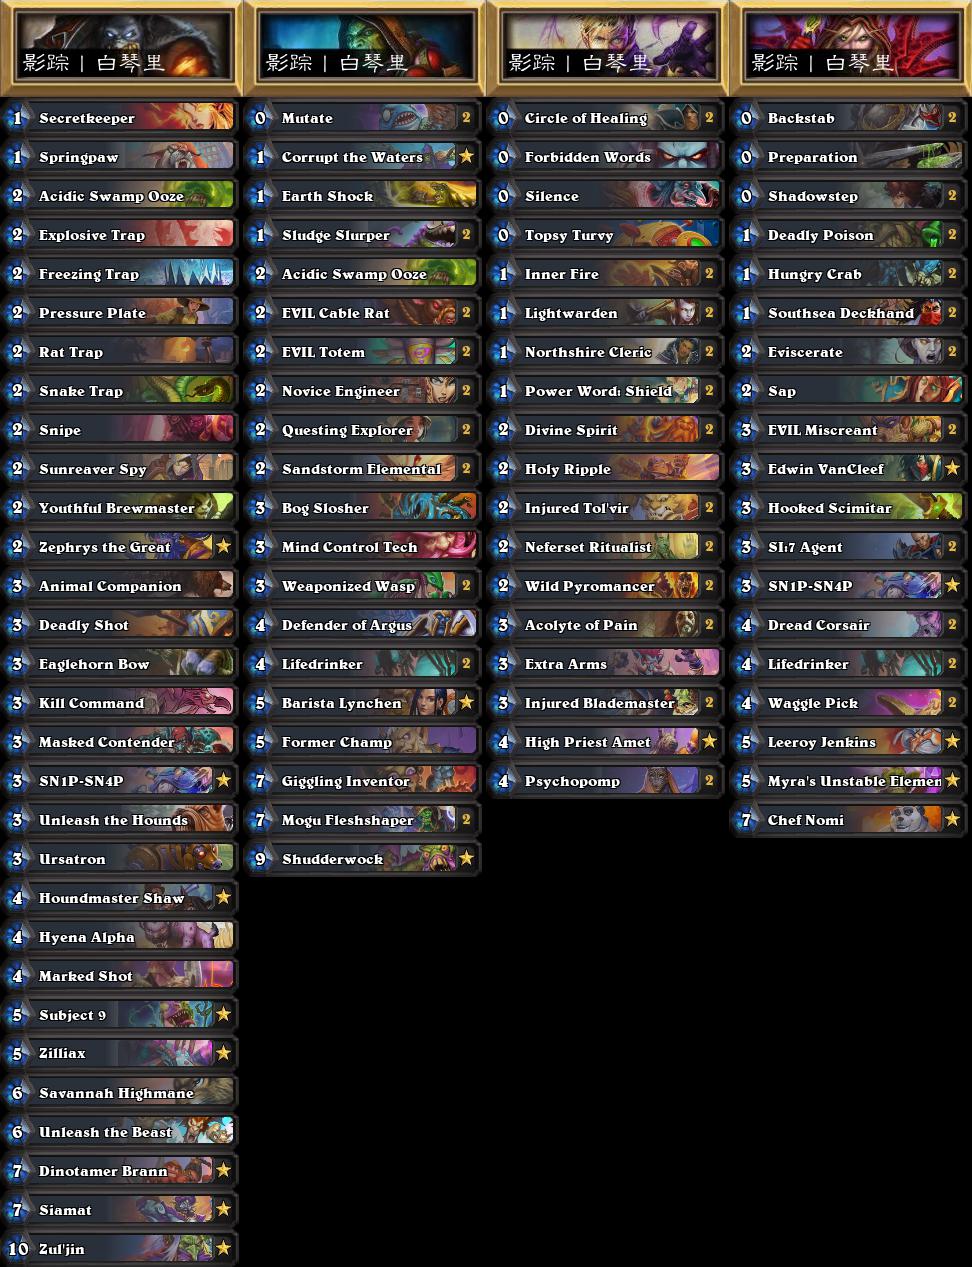 影踪 | 白琴里
1 Secretkeeper
1 Springpaw
2 Acidic Swamp Ooze
2 Explosive Trap
2 Freezing Trap
2 Pressure Plate
2 Rat Trap
2 Snake Trap
2 Snipe
2 Sunreaver Spy
2 Youthful Brewmaster
2 Zephrys the Great
3 Animal Companion
3 Deadly Shot
3 Eaglehorn Bow
3 Kill Command
3 Masked Contender
3 SN1P-SN4P
3 Unleash the Hounds
3 Ursatron
4 Houndmaster Shaw
4 Hyena Alpha
4 Marked Shot
5 Subject 9
5 Zilliax
6 Savannah Highmane
6 Unleash the Beast
7 Dinotamer Brann
7 Siamat
10 Zul'jin
影踪 | 白琴里
0 Mutate 2
1 Corrupt the Waters
1 Earth Shock
1 Sludge Slurper 2
2 Acidic Swamp Ooze
2 EVIL Cable Rat 2
2 EVIL Totem 2
2 Novice Engineer 2
2 Questing Explorer 2
2 Sandstorm Elemental 2
3 Bog Slosher
3 Mind Control Tech
3 Weaponized Wasp 2
4 Defender of Argus
4 Lifedrinker 2
5 Barista Lynchen
5 Former Champ
7 Giggling Inventor
7 Mogu Fleshshaper 2
9 Shudderwock
影踪 | 白琴里
0 Circle of Healing 2
0 Forbidden Words
0 Silence
0 Topsy Turvy
1 Inner Fire 2
1 Lightwarden 2
1 Northshire Cleric 2
1 Power Word: Shield 2
2 Divine Spirit 2
2 Holy Ripple
2 Injured Tol'vir 2
2 Neferset Ritualist 2
2 Wild Pyromancer 2
3 Acolyte of Pain 2
3 Extra Arms
3 Injured Blademaster 2
4 High Priest Amet
4 Psychopomp 2
影踪 | 白琴里
0 Backstab 2
0 Preparation
0 Shadowstep 2
1 Deadly Poison 2
1 Hungry Crab 2
1 Southsea Deckhand 2
2 Eviscerate 2
2 Sap
3 EVIL Miscreant 2
3 Edwin VanCleef
3 Hooked Scimitar
3 SI:7 Agent 2
3 SN1P-SN4P
4 Dread Corsair 2
4 Lifedrinker 2
4 Waggle Pick 2
5 Leeroy Jenkins
5 Myra's Unstable Elemen
7 Chef Nomi